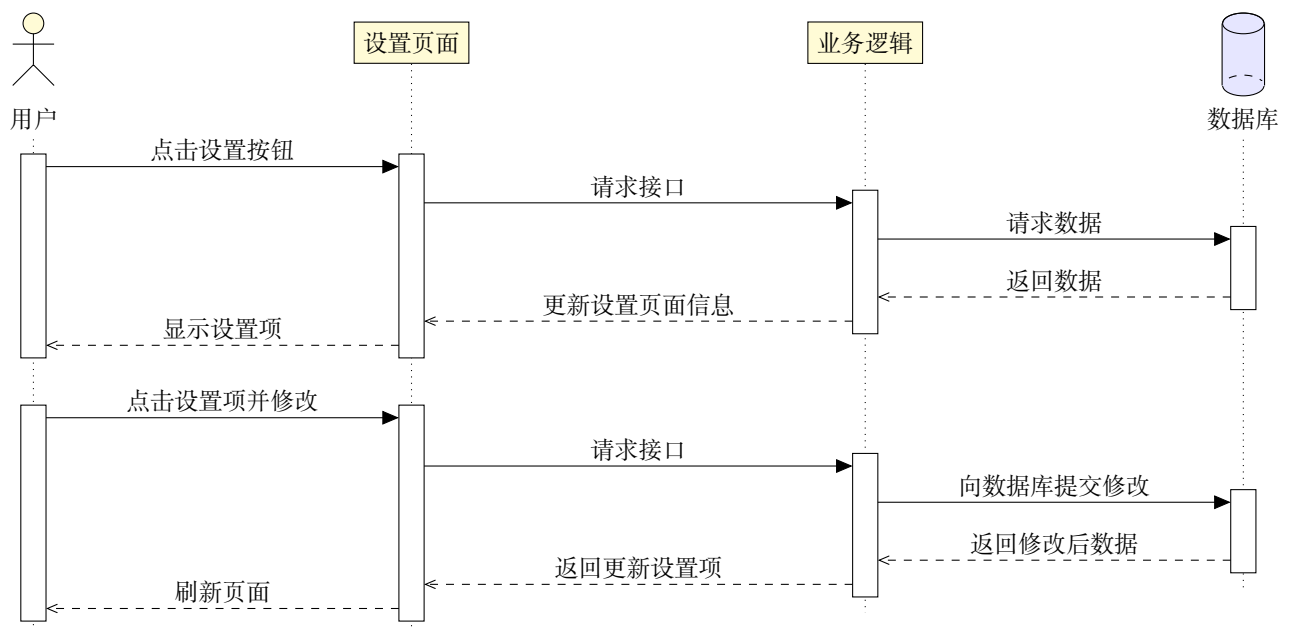 设置页面
业务逻辑
用户
数据库
点击设置按钮
请求接口
请求数据
返回数据
更新设置页面信息
显示设置项
点击设置项并修改
请求接口
向数据库提文修改
返回修改后数据
返回更新设置项
刷新页面